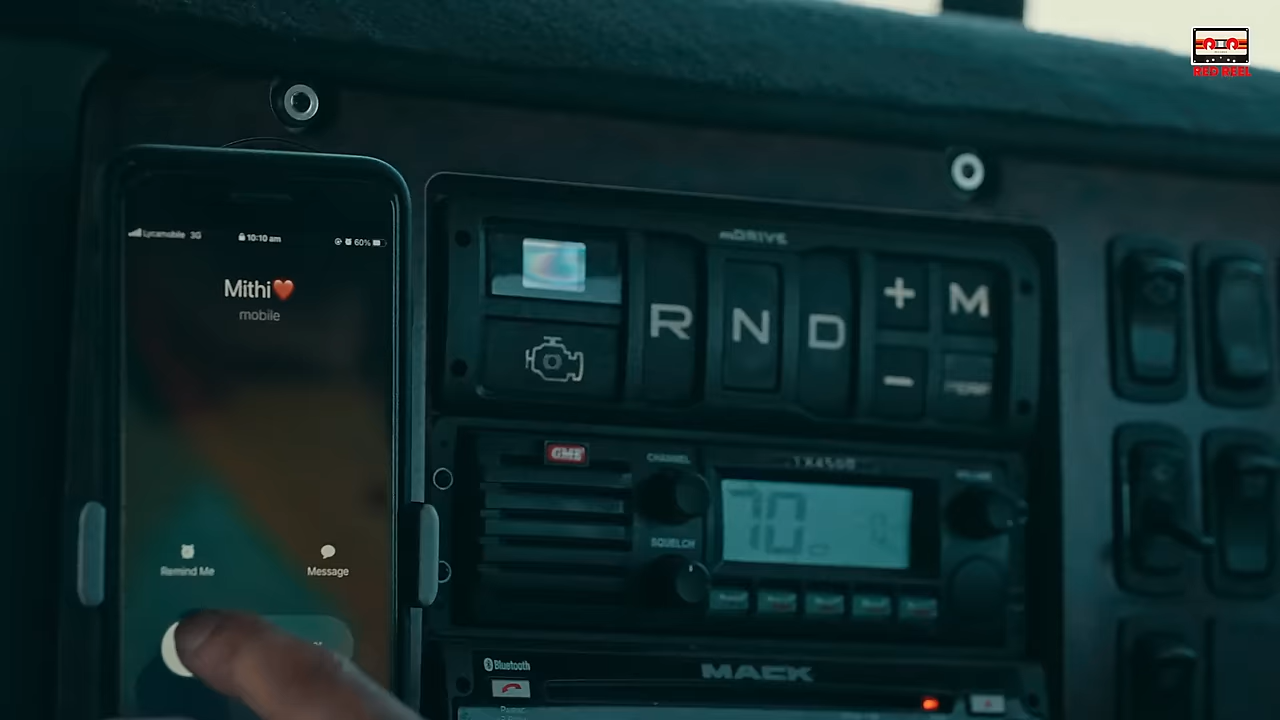 RED REEL
Lycamobile 3G
10:10 am
60%
Mithi❤️
mobile
Remind Me
Message
mDRIVE
R
N
D
+
M
-
GME
CHANNEL
SQUELCH
VOLUME
70
Bluetooth
MACK